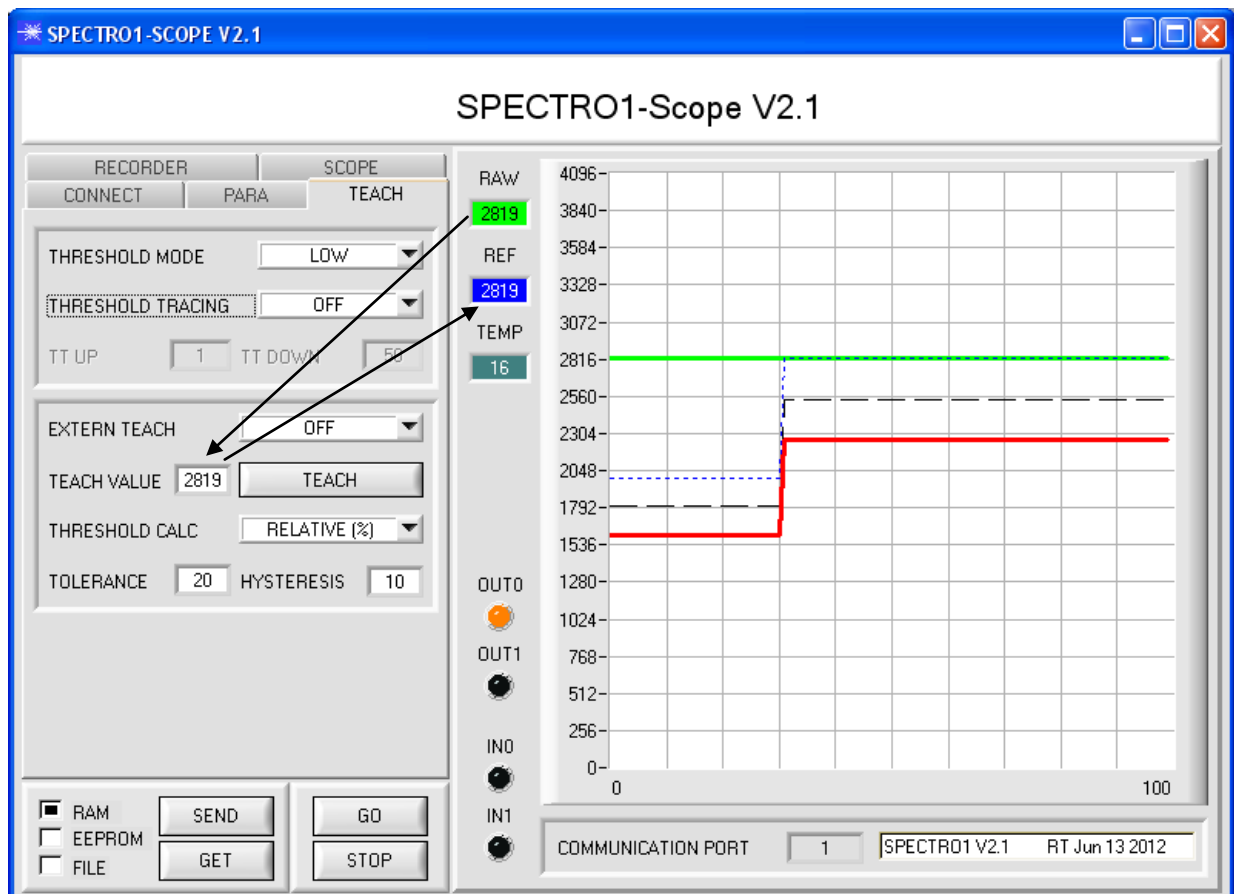 SPECTRO1-SCOPE V2.1
SPECTRO1-Scope V2.1
RECORDER SCOPE
CONNECT PARA TEACH
THRESHOLD MODE LOW
THRESHOLD TRACING OFF
TT UP 1 TT DOWN 50
EXTERN TEACH OFF
TEACH VALUE 2819 TEACH
THRESHOLD CALC RELATIVE (%)
TOLERANCE 20 HYSTERESIS 10
RAM
EEPROM
FILE
SEND
GET
GO
STOP
RAW
2819
REF
2819
TEMP
16
OUT0
OUT1
IN0
IN1
4096
3840
3584
3328
3072
2816
2560
2304
2048
1792
1536
1280
1024
768
512
256
0
0 100
COMMUNICATION PORT 1 SPECTRO1 V2.1 RT Jun 13 2012